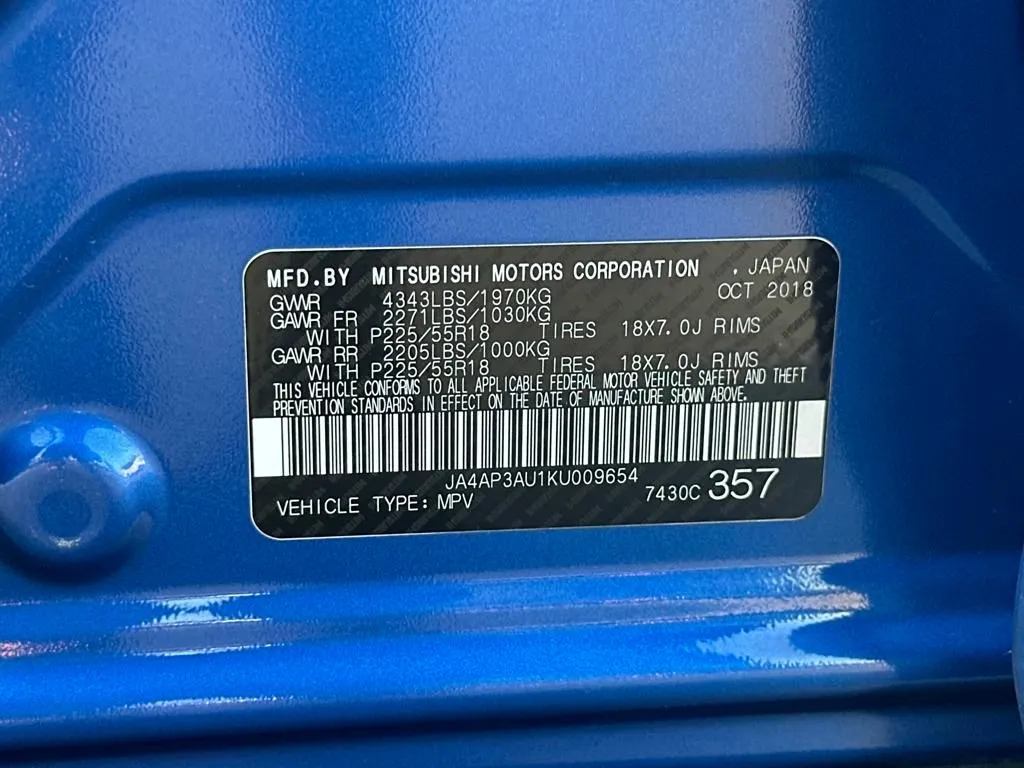 MFD.BY MITSUBISHI MOTORS CORPORATION , JAPAN
GVWR 4343LBS/1970KG OCT 2018
GAWR FR 2271LBS/1030KG
WITH P225/55R18 TIRES 18X7.0J RIMS
GAWR RR 2205LBS/1000KG
WITH P225/55R18 TIRES 18X7.0J RIMS
THIS VEHICLE CONFORMS TO ALL APPLICABLE FEDERAL MOTOR VEHICLE SAFETY AND THEFT
PREVENTION STANDARDS IN EFFECT ON THE DATE OF MANUFACTURE SHOWN ABOVE.
JA4AP3AU1KU009654
VEHICLE TYPE: MPV 7430C 357